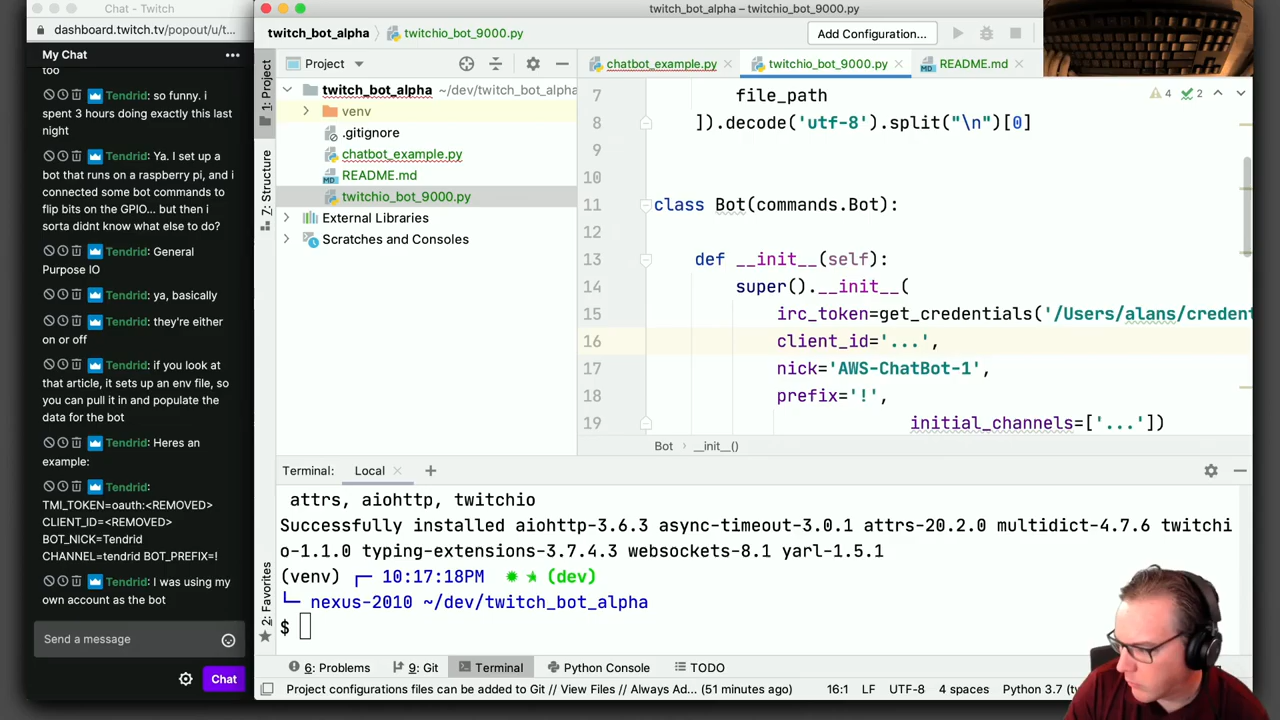 Chat - Twitch
dashboard.twitch.tv/popout/u/t...
My Chat
too
Tendrid: so funny. i
spent 3 hours doing exactly this last
night
Tendrid: Ya. I set up a
bot that runs on a raspberry pi, and i
connected some bot commands to
flip bits on the GPIO... but then i
sorta didnt know what else to do?
Tendrid: General
Purpose IO
Tendrid: ya, basically
Tendrid: they're either
on or off
Tendrid: if you look at
that article, it sets up an env file, so
you can pull it in and populate the
data for the bot
Tendrid: Heres an
example:
Tendrid:
TMI_TOKEN=oauth:<REMOVED>
CLIENT_ID=<REMOVED>
BOT_NICK=Tendrid
CHANNEL=tendrid BOT_PREFIX=!
Tendrid: I was using my
own account as the bot
Send a message
Chat
twitch_bot_alpha – twitchio_bot_9000.py
twitch_bot_alpha
twitchio_bot_9000.py
Add Configuration...
1: Project
7: Structure
2: Favorites
Project
twitch_bot_alpha ~/dev/twitch_bot_alpha
venv
.gitignore
chatbot_example.py
README.md
twitchio_bot_9000.py
External Libraries
Scratches and Consoles
chatbot_example.py
twitchio_bot_9000.py
README.md
4 2
7 file_path
8 ]).decode('utf-8').split("\n")[0]
9
10
11 class Bot(commands.Bot):
12
13 def __init__(self):
14 super().__init__(
15 irc_token=get_credentials('/Users/alans/credent
16 client_id='...',
17 nick='AWS-ChatBot-1',
18 prefix='!',
19 initial_channels=['...'])
Bot __init__()
Terminal: Local
attrs, aiohttp, twitchio
Successfully installed aiohttp-3.6.3 async-timeout-3.0.1 attrs-20.2.0 multidict-4.7.6 twitchi
o-1.1.0 typing-extensions-3.7.4.3 websockets-8.1 yarl-1.5.1
(venv) 10:17:18PM (dev)
nexus-2010 ~/dev/twitch_bot_alpha
$
6: Problems
9: Git
Terminal
Python Console
TODO
Project configurations files can be added to Git // View Files // Always Ad... (51 minutes ago)
16:1 LF UTF-8 4 spaces Python 3.7 (tw